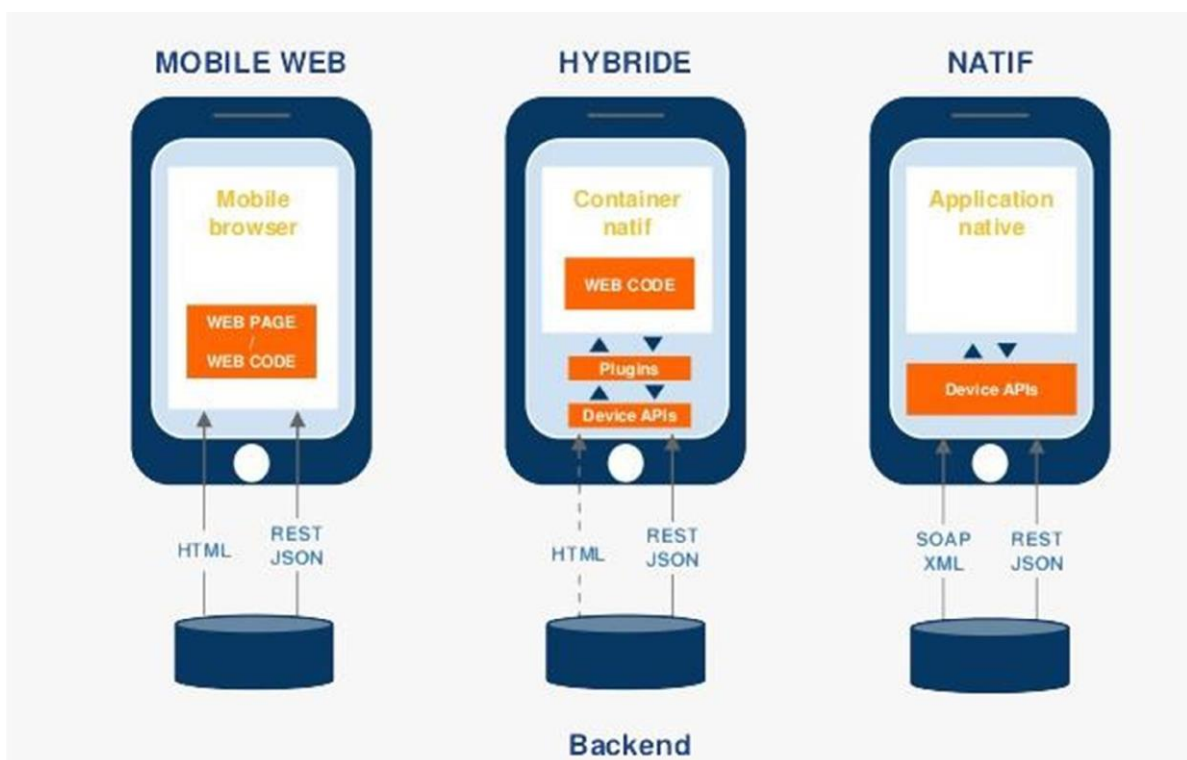 MOBILE WEB
Mobile
browser
WEB PAGE
/
WEB CODE
HTML
REST
JSON
HYBRIDE
Container
natif
WEB CODE
Plugins
Device APIs
HTML
REST
JSON
NATIF
Application
native
Device APIs
SOAP
XML
REST
JSON
Backend